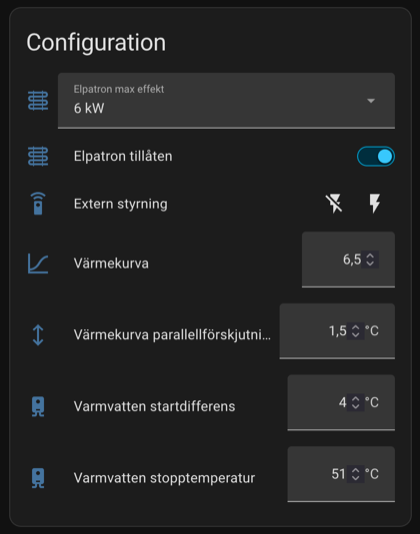 Configuration
Elpatron max effekt
6 kW
Elpatron tillåten
Extern styrning
Värmekurva
6,5
Värmekurva parallellförskjutni...
1,5 °C
Varmvatten startdifferens
4 °C
Varmvatten stopptemperatur
51 °C